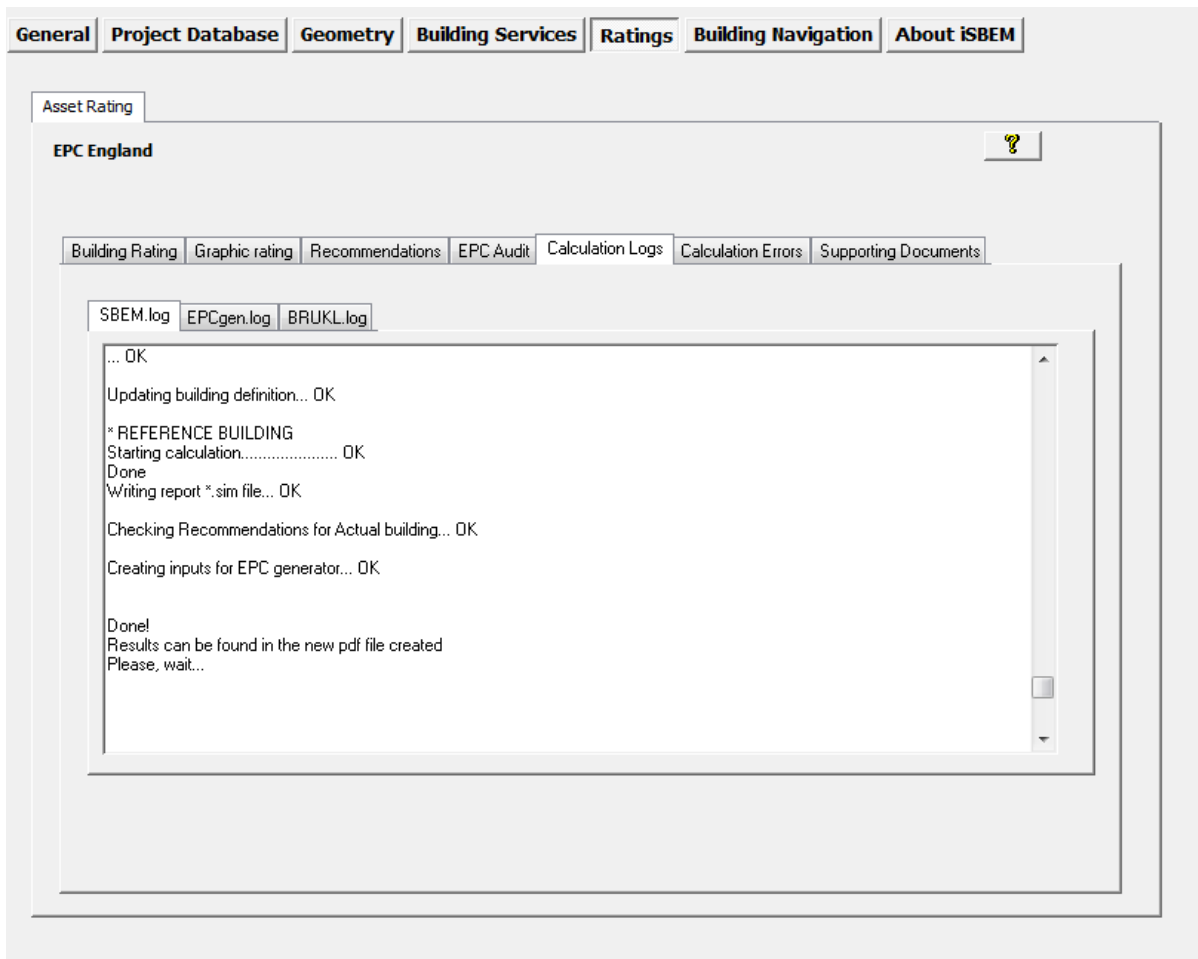 General Project Database Geometry Building Services Ratings Building Navigation About iSBEM
Asset Rating
EPC England
?
Building Rating Graphic rating Recommendations EPC Audit Calculation Logs Calculation Errors Supporting Documents
SBEM.log EPCgen.log BRUKL.log
... OK
Updating building definition... OK
* REFERENCE BUILDING
Starting calculation...................... OK
Done
Writing report *.sim file... OK
Checking Recommendations for Actual building... OK
Creating inputs for EPC generator... OK
Done!
Results can be found in the new pdf file created
Please, wait...